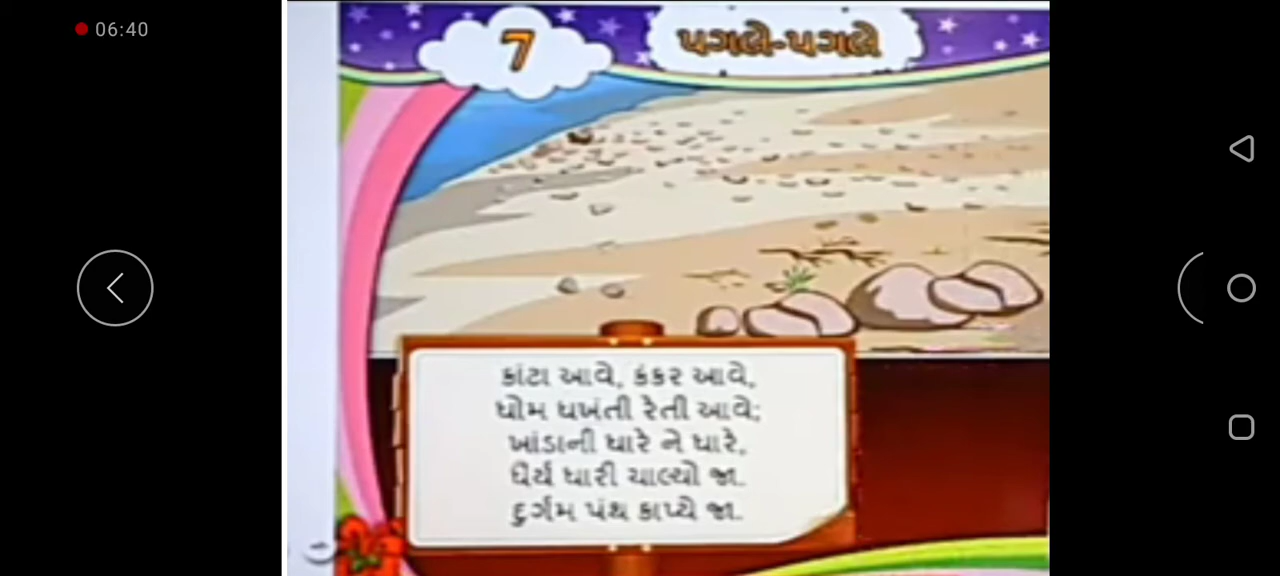 06:40
7
પગલે-પગલે
કાંટા આવે, કંકર આવે,
ધોમ ધખંતી રેતી આવે;
ખાંડાની ધારે ને ધારે,
ધૈર્ય ધારી ચાલ્યો જા.
દુર્ગમ પંથ કાપ્યે જા.